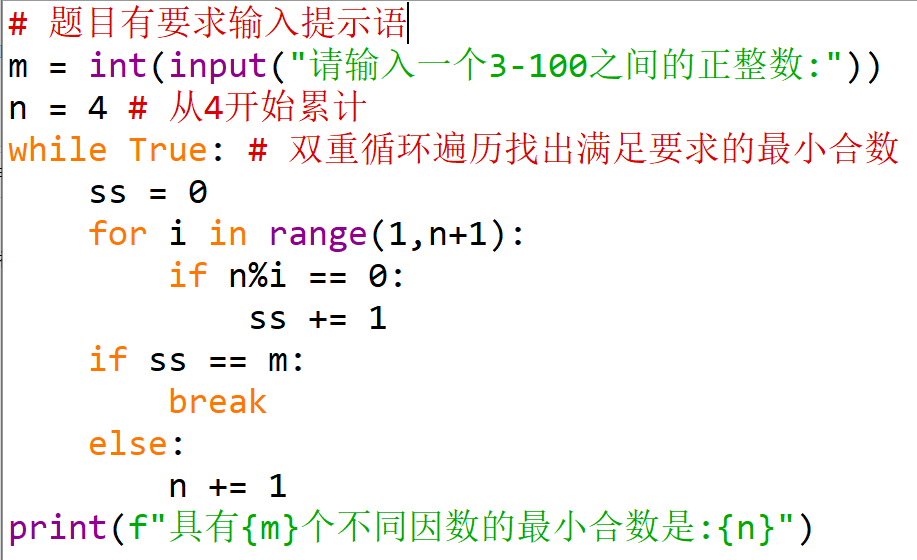 # 题目有要求输入提示语
m = int(input("请输入一个3-100之间的正整数:"))
n = 4 # 从4开始累计
while True: # 双重循环遍历找出满足要求的最小合数
    ss = 0
    for i in range(1,n+1):
        if n%i == 0:
            ss += 1
    if ss == m:
        break
    else:
        n += 1
print(f"具有{m}个不同因数的最小合数是:{n}")